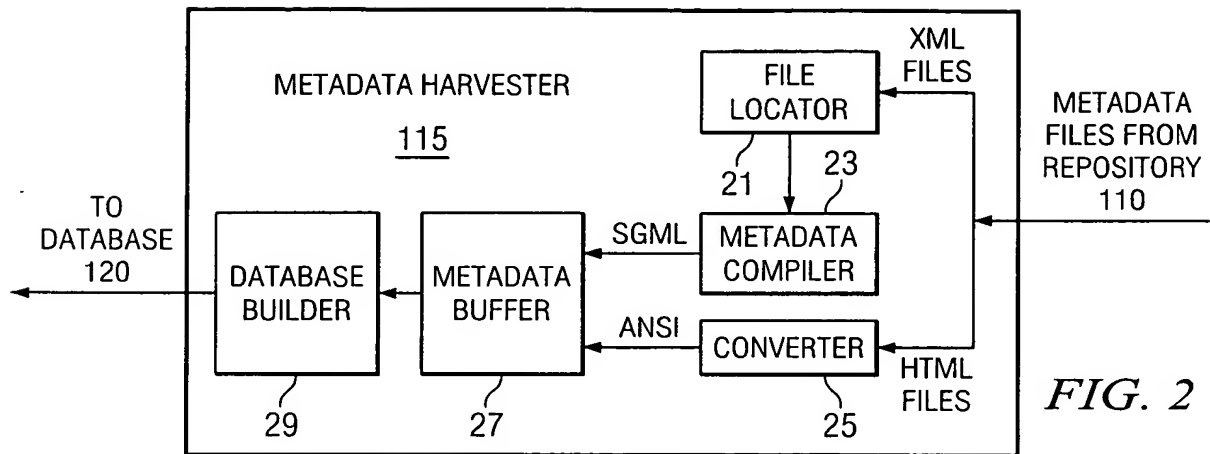 METADATA HARVESTER
115
FILE
LOCATOR
21
XML
FILES
METADATA
FILES FROM
REPOSITORY
110
23
METADATA
COMPILER
SGML
TO
DATABASE
120
DATABASE
BUILDER
29
METADATA
BUFFER
27
ANSI
CONVERTER
25
HTML
FILES
FIG. 2